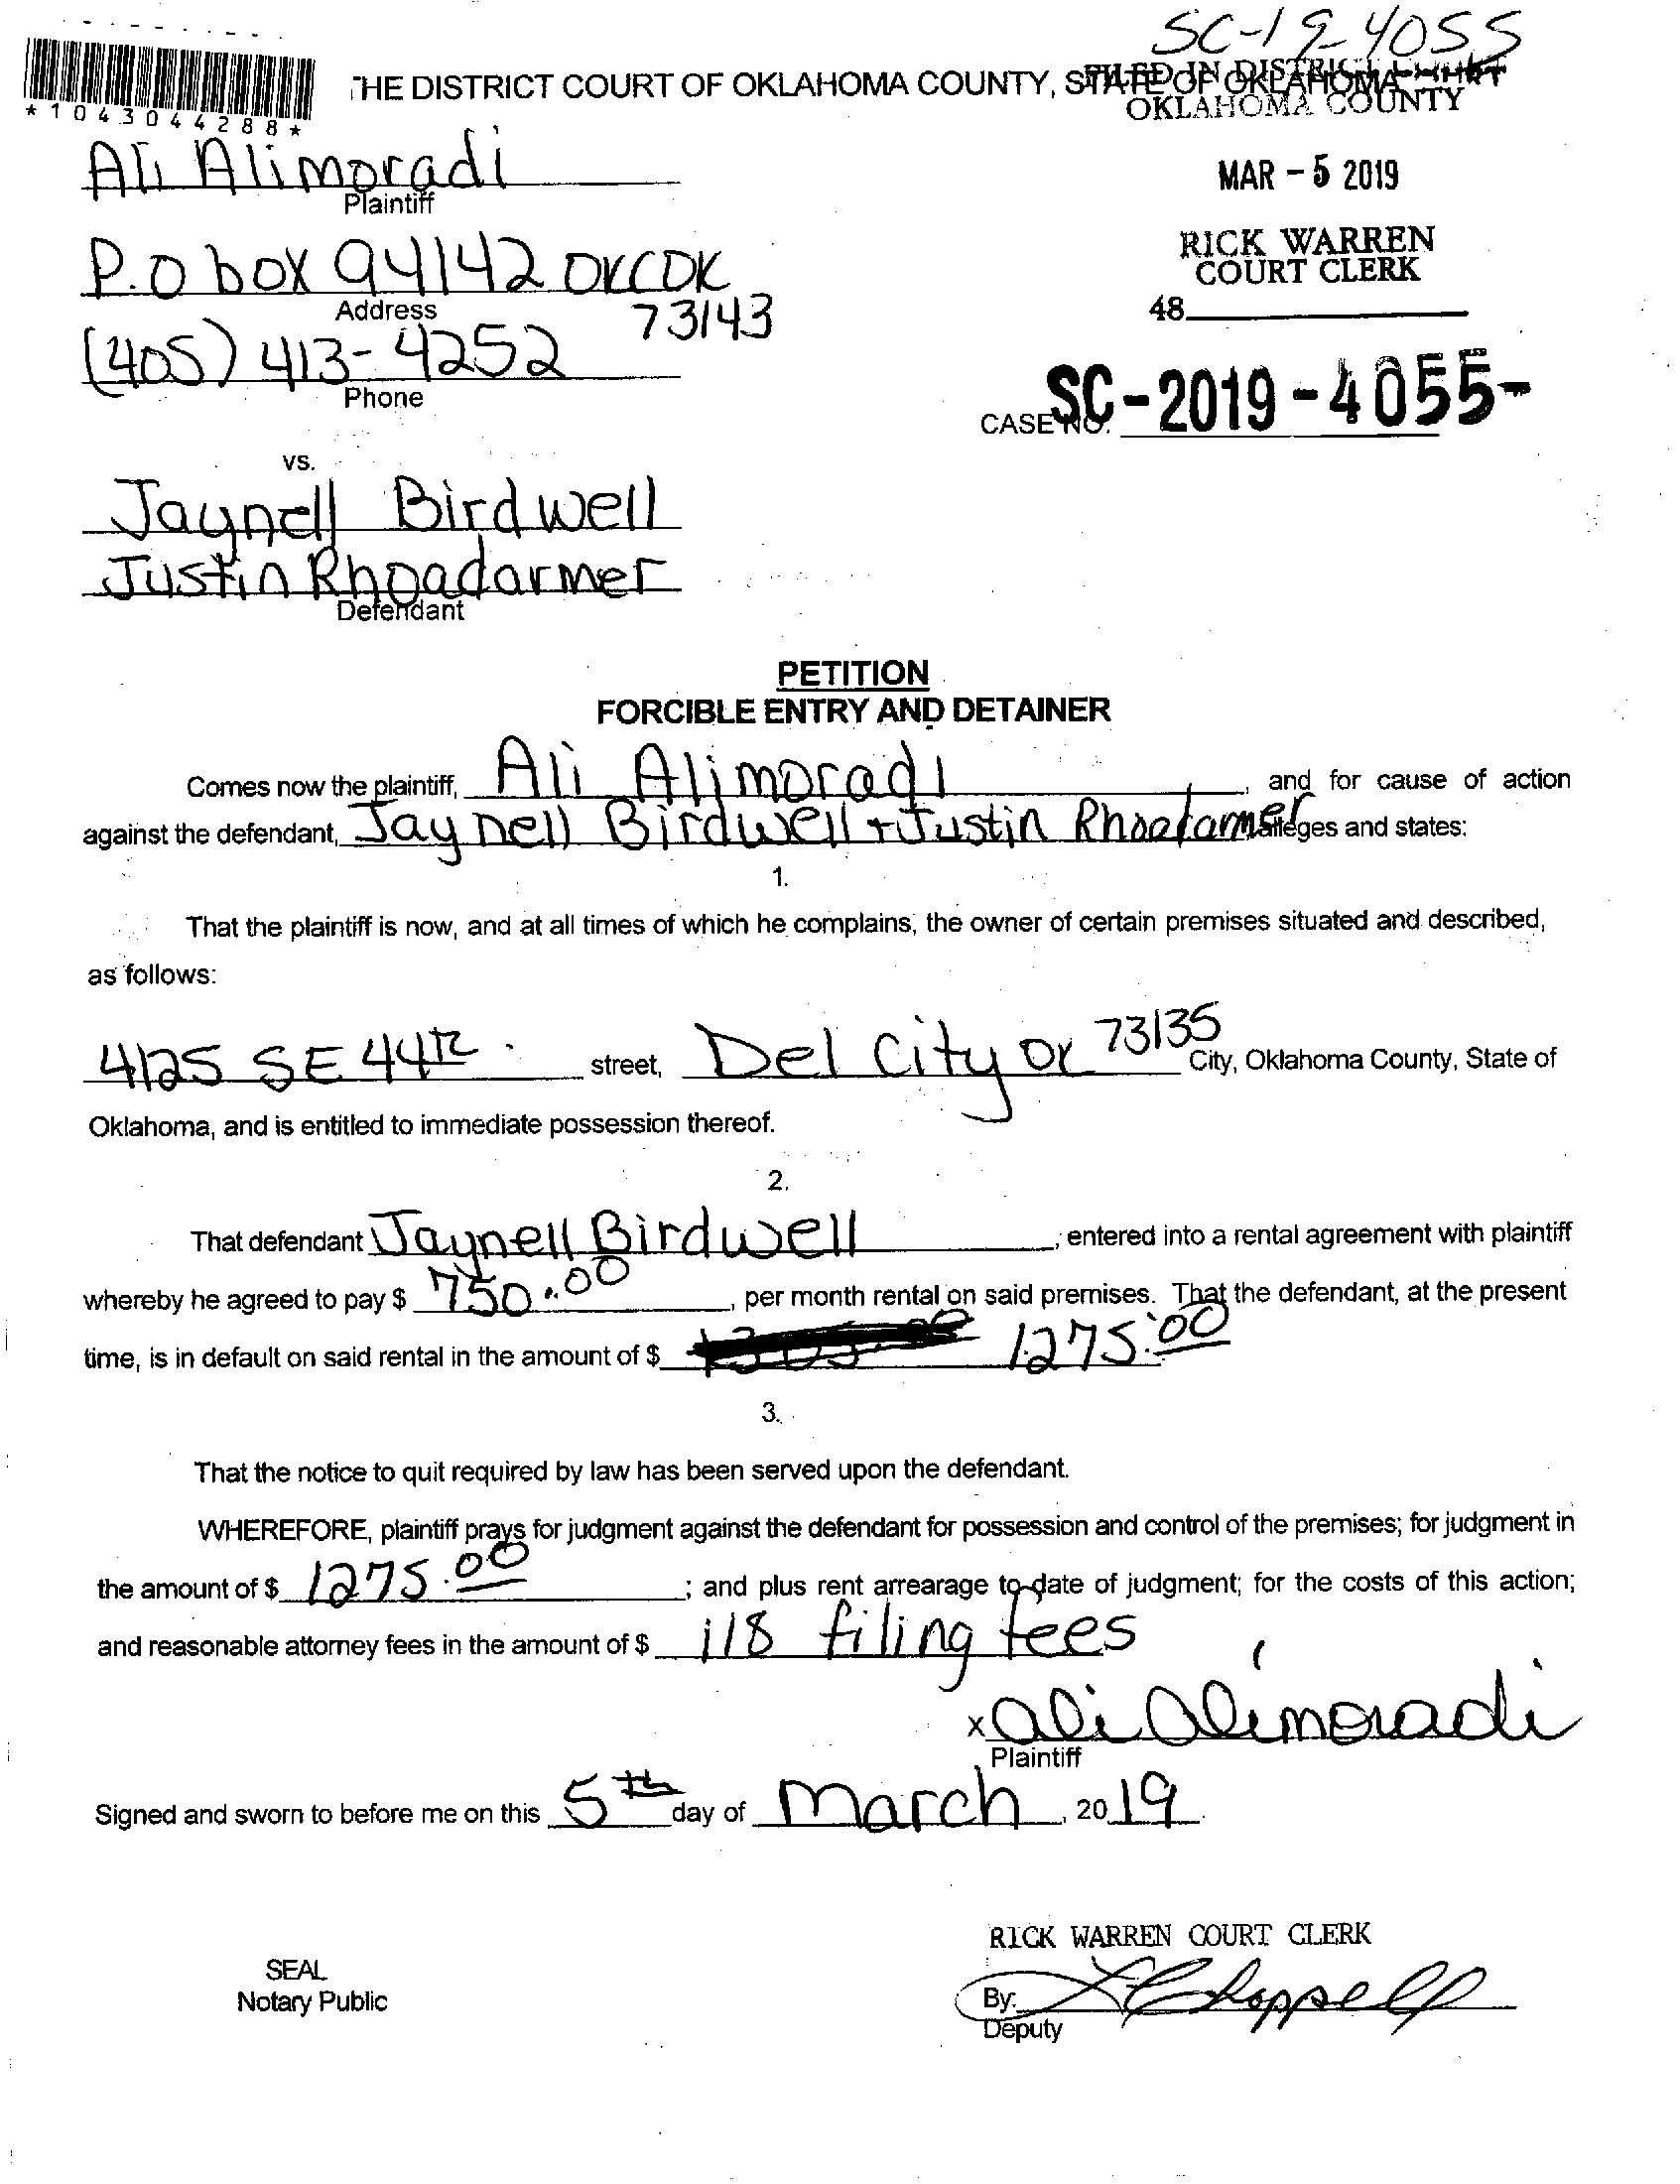 SC-19-4055
THE DISTRICT COURT OF OKLAHOMA COUNTY, STATE OF OKLAHOMA
FILED IN DISTRICT COURT
OKLAHOMA COUNTY
*1043044288*
Ali Alimoradi
Plaintiff
MAR - 5 2019
P.O box 94142 OKCOK
73143
Address
RICK WARREN
COURT CLERK
48
(405) 413-4252
Phone
CASE NO. SC-2019-4055-
vs.
Jaynell Birdwell
Justin Rhoadarmer
Defendant
PETITION
FORCIBLE ENTRY AND DETAINER
Comes now the plaintiff, Ali Alimoradi, and for cause of action
against the defendant, Jaynell Birdwell + Justin Rhoadarmer alleges and states:
1.
That the plaintiff is now, and at all times of which he complains, the owner of certain premises situated and described,
as follows:
4125 SE 44th street, Del City OK 73135 City, Oklahoma County, State of
Oklahoma, and is entitled to immediate possession thereof.
2.
That defendant Jaynell Birdwell, entered into a rental agreement with plaintiff
whereby he agreed to pay $ 750.00, per month rental on said premises. That the defendant, at the present
time, is in default on said rental in the amount of $ 1275.00
3.
That the notice to quit required by law has been served upon the defendant.
WHEREFORE, plaintiff prays for judgment against the defendant for possession and control of the premises; for judgment in
the amount of $ 1275.00; and plus rent arrearage to date of judgment; for the costs of this action;
and reasonable attorney fees in the amount of $ 118 filing fees
x Ali Alimoradi
Plaintiff
Signed and sworn to before me on this 5th day of March, 2019.
RICK WARREN COURT CLERK
SEAL
Notary Public
By: Chappell
Deputy